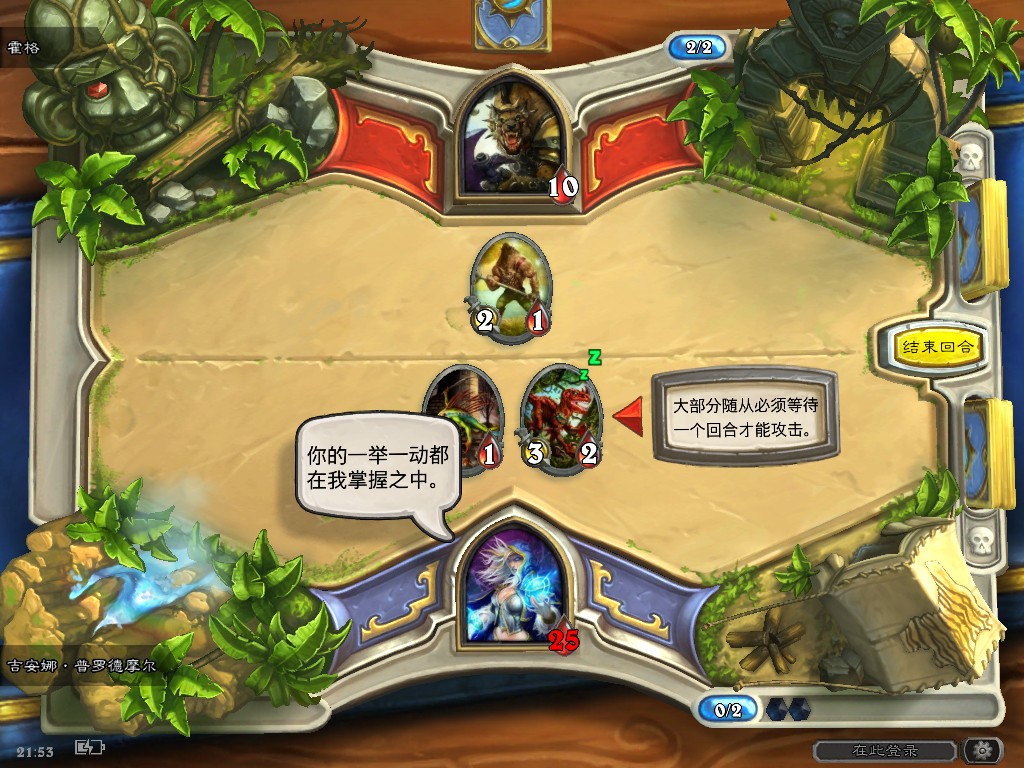 霍格
2/2
10
2
1
结束回合
z
z
1
3
2
大部分随从必须等待
一个回合才能攻击。
你的一举一动都
在我掌握之中。
25
吉安娜·普罗德摩尔
0/2
21:53
在此登录